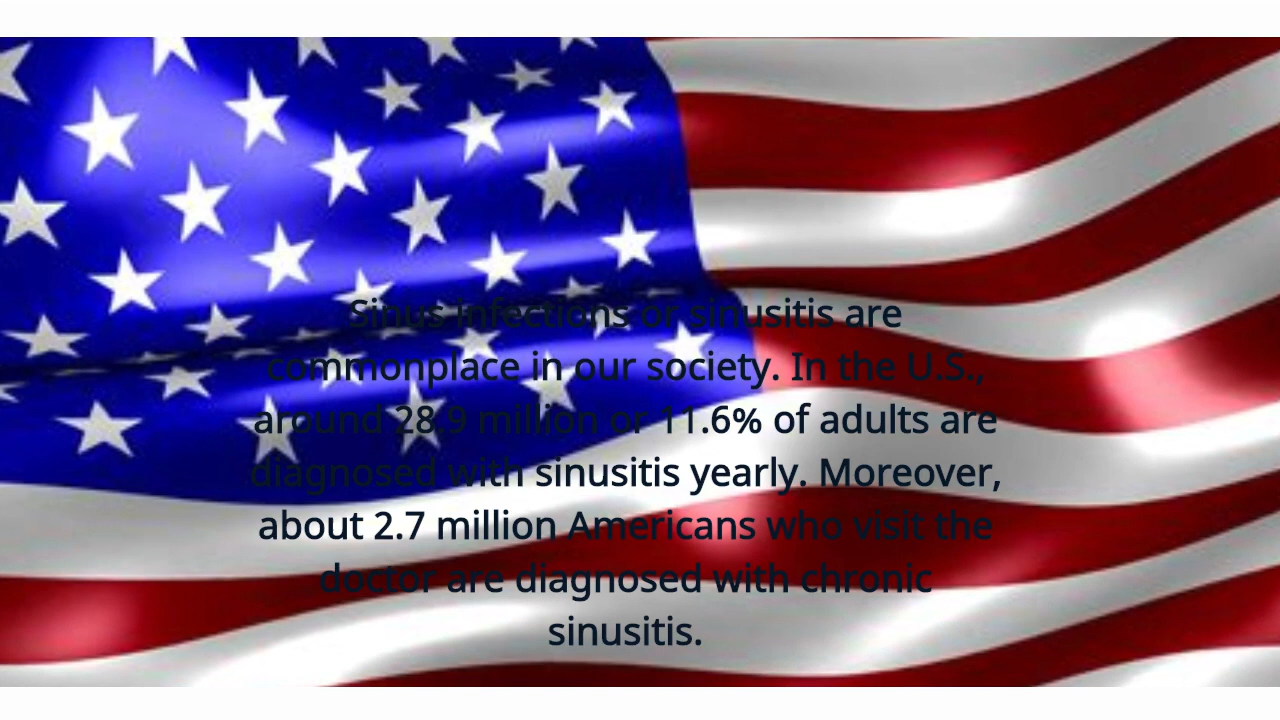 Sinus Infections or sinusitis are
commonplace in our society. In the U.S.,
around 28.9 million or 11.6% of adults are
diagnosed with sinusitis yearly. Moreover,
about 2.7 million Americans who visit the
doctor are diagnosed with chronic
sinusitis.